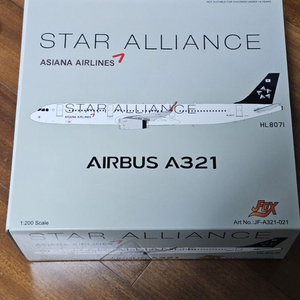 STAR ALLIANCE
ASIANA AIRLINES
STAR ALLIANCE
HL8071
AIRBUS A321
1:200 Scale
JFOX
Art No.:JF-A321-021
STAR ALLIANCE